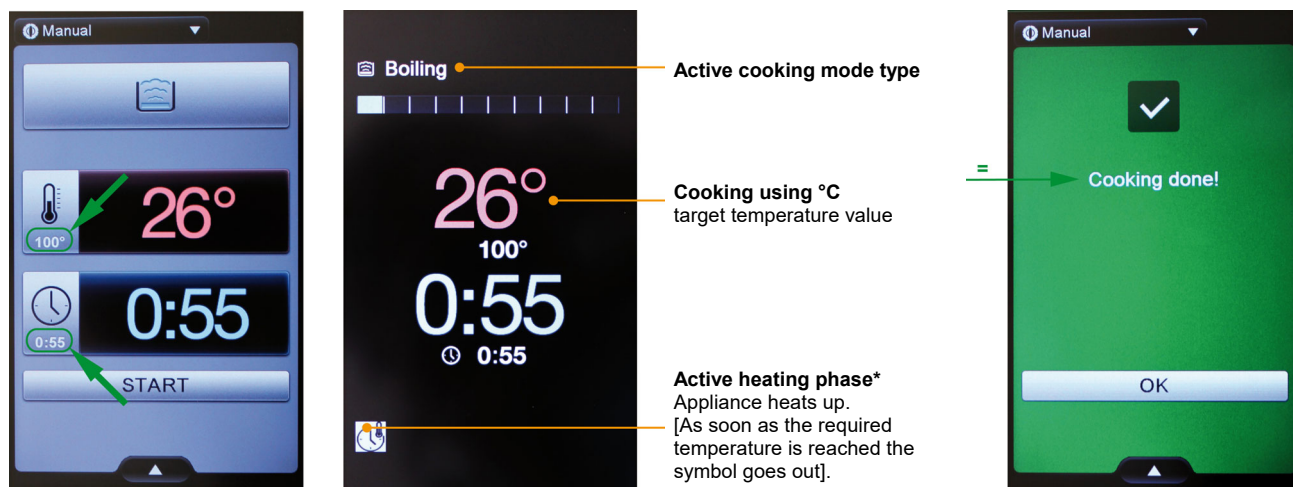 Manual
26°
100°
0:55
0:55
START
Boiling
26°
100°
0:55
0:55
Active cooking mode type
Cooking using °C
target temperature value
Active heating phase*
Appliance heats up.
[As soon as the required
temperature is reached the
symbol goes out].
=
Manual
Cooking done!
OK